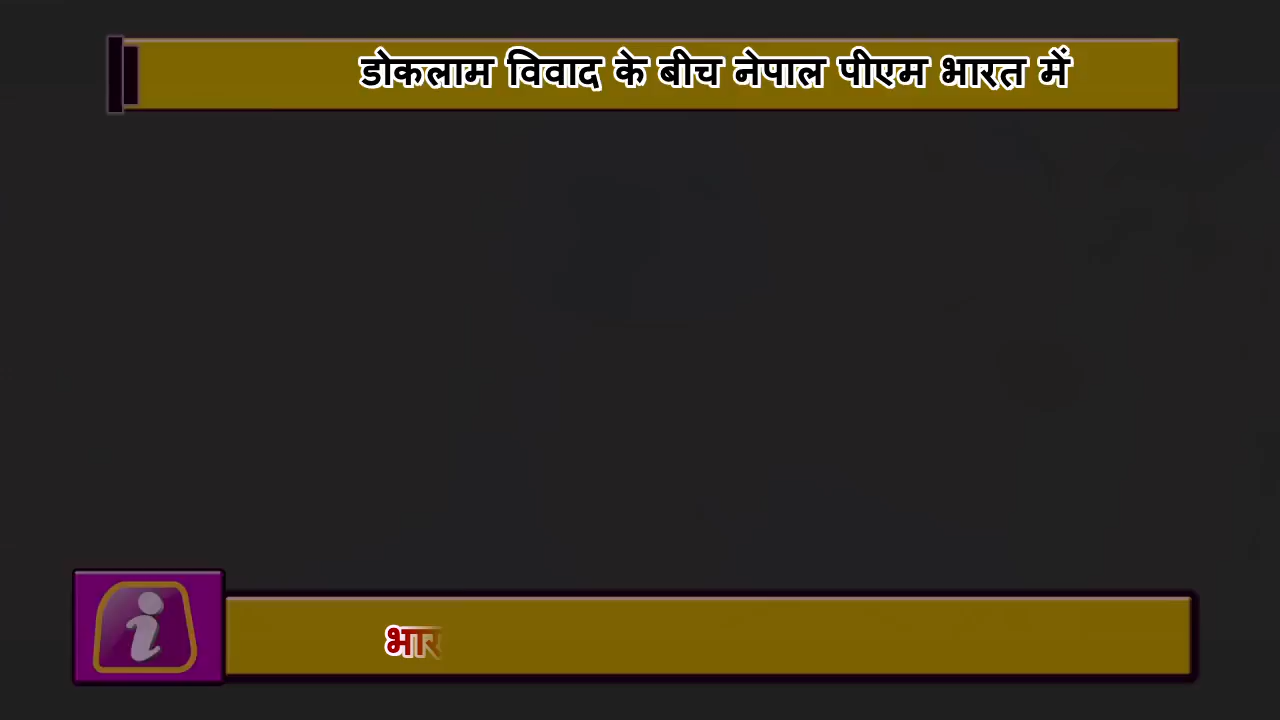 डोकलाम विवाद के बीच नेपाल पीएम भारत में